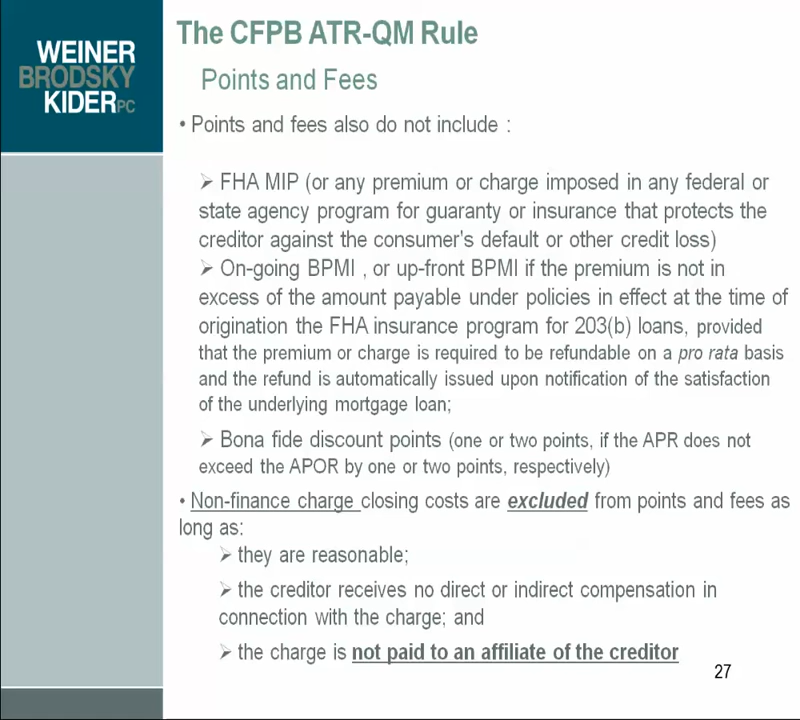 WEINER
BRODSKY
KIDER PC
The CFPB ATR-QM Rule
Points and Fees
• Points and fees also do not include :
➢ FHA MIP (or any premium or charge imposed in any federal or
state agency program for guaranty or insurance that protects the
creditor against the consumer's default or other credit loss)
➢ On-going BPMI , or up-front BPMI if the premium is not in
excess of the amount payable under policies in effect at the time of
origination the FHA insurance program for 203(b) loans, provided
that the premium or charge is required to be refundable on a pro rata basis
and the refund is automatically issued upon notification of the satisfaction
of the underlying mortgage loan;
➢ Bona fide discount points (one or two points, if the APR does not
exceed the APOR by one or two points, respectively)
• Non-finance charge closing costs are excluded from points and fees as
long as:
➢ they are reasonable;
➢ the creditor receives no direct or indirect compensation in
connection with the charge; and
➢ the charge is not paid to an affiliate of the creditor
27